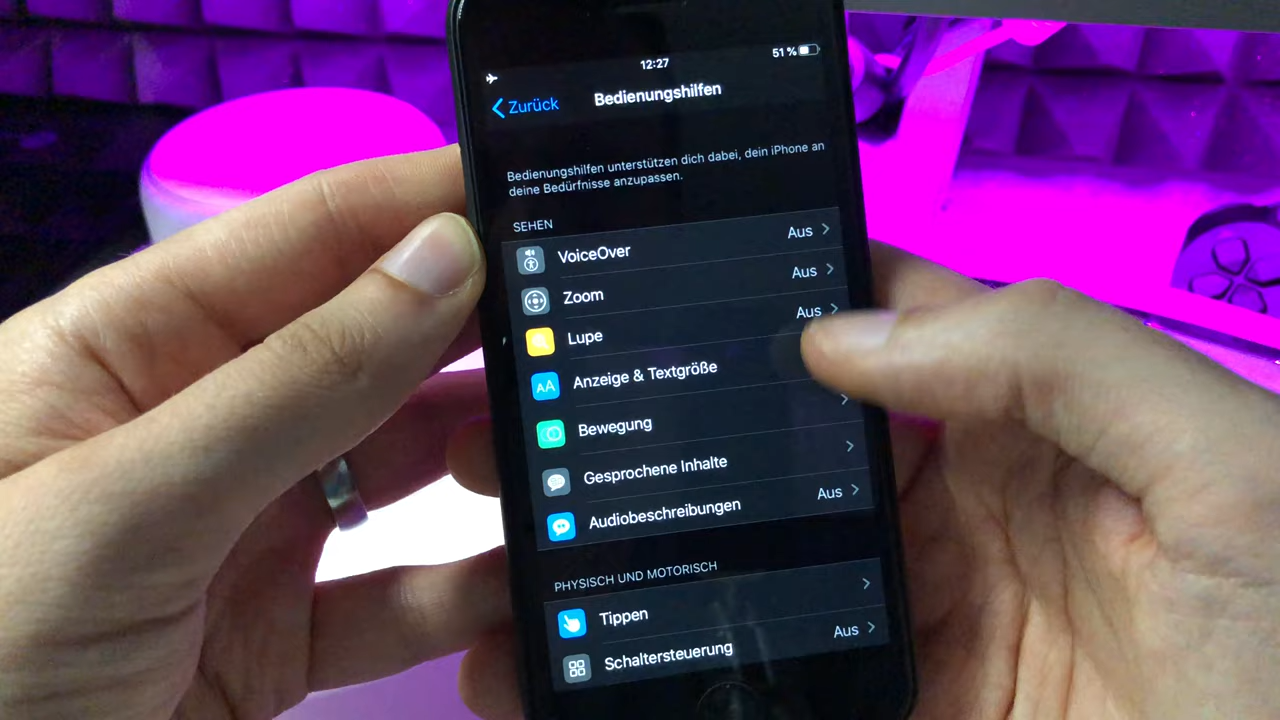 12:27
51 %
Zurück
Bedienungshilfen
Bedienungshilfen unterstützen dich dabei, dein iPhone an
deine Bedürfnisse anzupassen.
SEHEN
VoiceOver Aus
Zoom Aus
Lupe Aus
AA Anzeige & Textgröße
Bewegung
Gesprochene Inhalte
Audiobeschreibungen Aus
PHYSISCH UND MOTORISCH
Tippen
Schaltersteuerung Aus